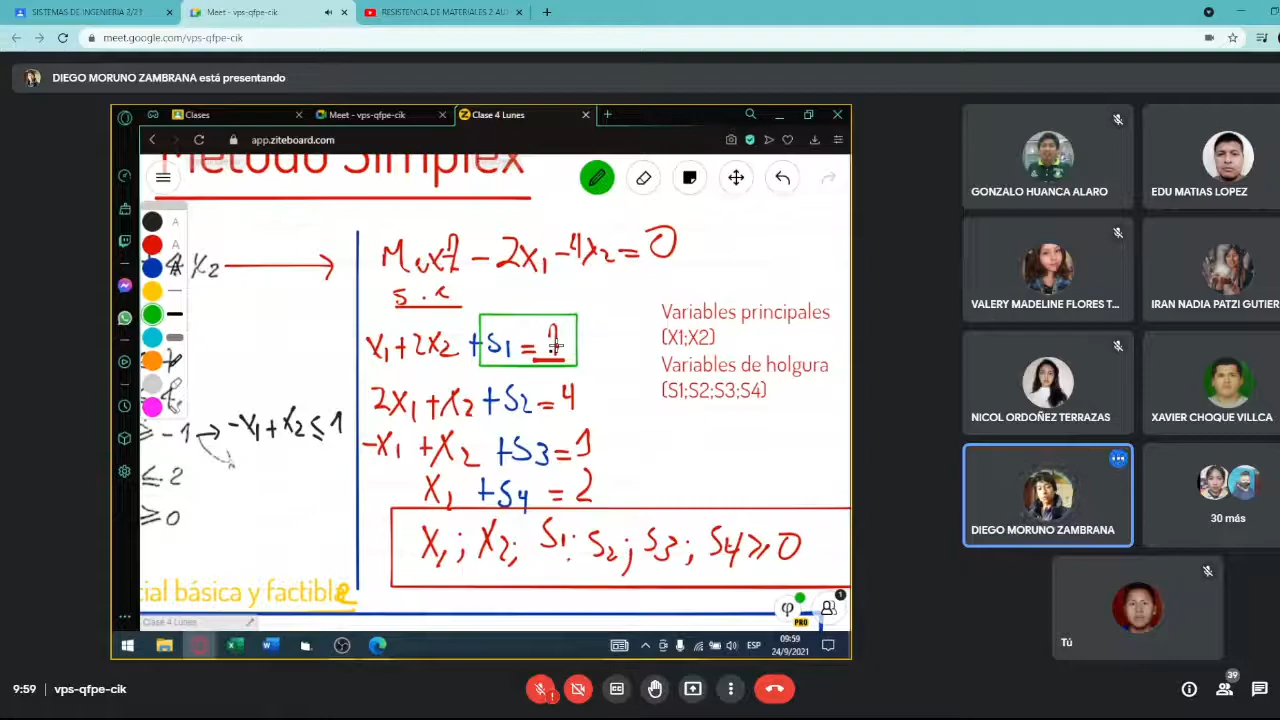 SISTEMAS DE INGENIERIA 2/21
Meet - vps-qfpe-cik
RESISTENCIA DE MATERIALES 2 AUX
meet.google.com/vps-qfpe-cik
DIEGO MORUNO ZAMBRANA está presentando
Clases
Meet - vps-qfpe-cik
Clase 4 Lunes
app.ziteboard.com
Metodo Simplex
A
A
X2
Max Z - 2X1 - 4X2 = 0
s.a
X1 + 2X2 + S1 =
2X1 + X2 + S2 = 4
-X1 + X2 + S3 = 1
X1 + S4 = 2
X1; X2; S1; S2; S3; S4 ≥ 0
Variables principales
(X1;X2)
Variables de holgura
(S1;S2;S3;S4)
≥ -1 → -X1 + X2 ≤ 1
≤ 2
≥ 0
cial básica y factible
Clase 4 Lunes
PRO
1
ESP
09:59
24/9/2021
GONZALO HUANCA ALARO
EDU MATIAS LOPEZ
VALERY MADELINE FLORES T...
IRAN NADIA PATZI GUTIER
NICOL ORDOÑEZ TERRAZAS
XAVIER CHOQUE VILLCA
DIEGO MORUNO ZAMBRANA
30 más
Tú
9:59
vps-qfpe-cik
39